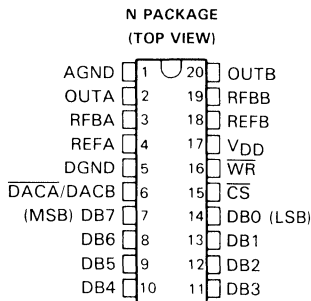 N PACKAGE
(TOP VIEW)
AGND 1 20 OUTB
OUTA 2 19 RFBB
RFBA 3 18 REFB
REFA 4 17 VDD
DGND 5 16 WR
DACA/DACB 6 15 CS
(MSB) DB7 7 14 DB0 (LSB)
DB6 8 13 DB1
DB5 9 12 DB2
DB4 10 11 DB3